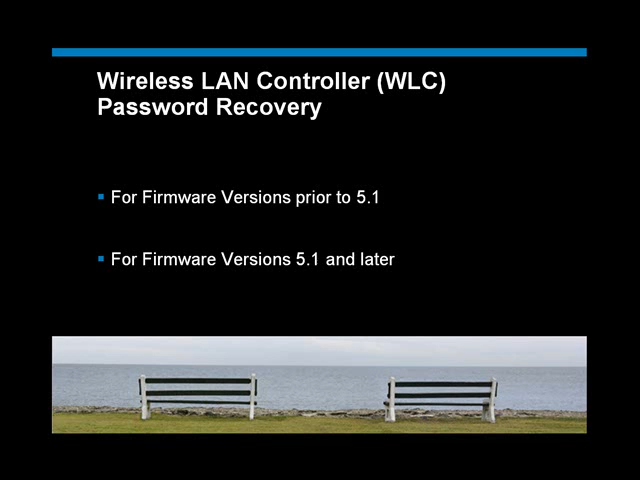 Wireless LAN Controller (WLC)
Password Recovery
For Firmware Versions prior to 5.1
For Firmware Versions 5.1 and later